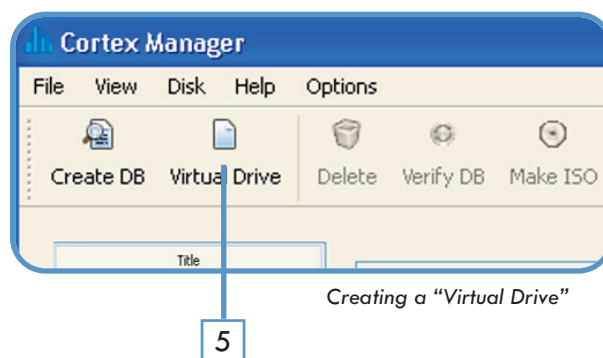 Cortex Manager
File View Disk Help Options
Create DB Virtual Drive Delete Verify DB Make ISO
Title
Creating a “Virtual Drive”
5